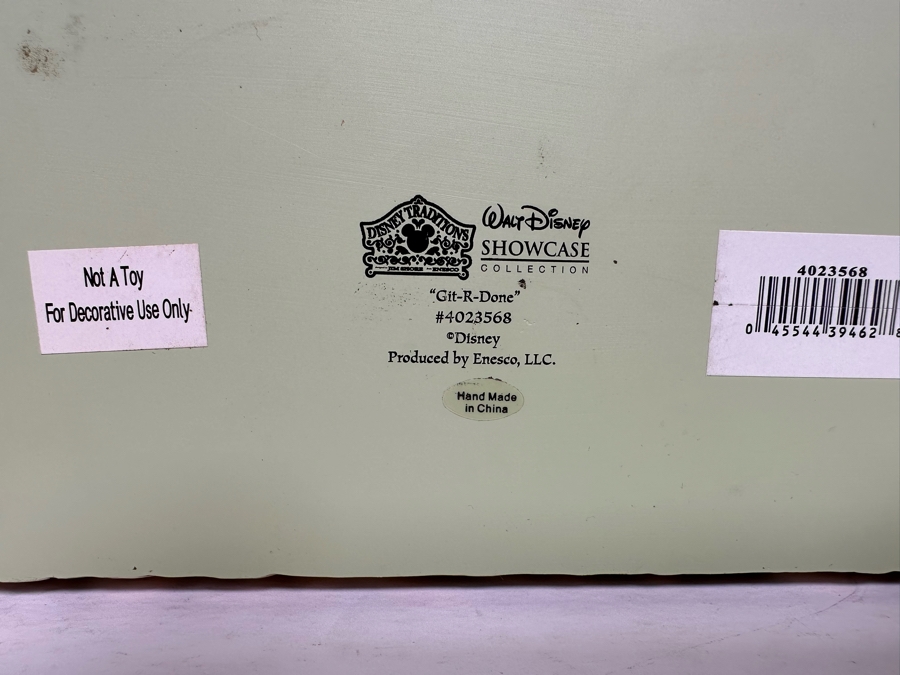 Not A Toy
For Decorative Use Only
DISNEY TRADITIONS
JIM SHORE ENESCO
WALT DISNEY
SHOWCASE
COLLECTION
"Git-R-Done"
#4023568
©Disney
Produced by Enesco, LLC.
Hand Made
in China
4023568
0 45544 39462 8